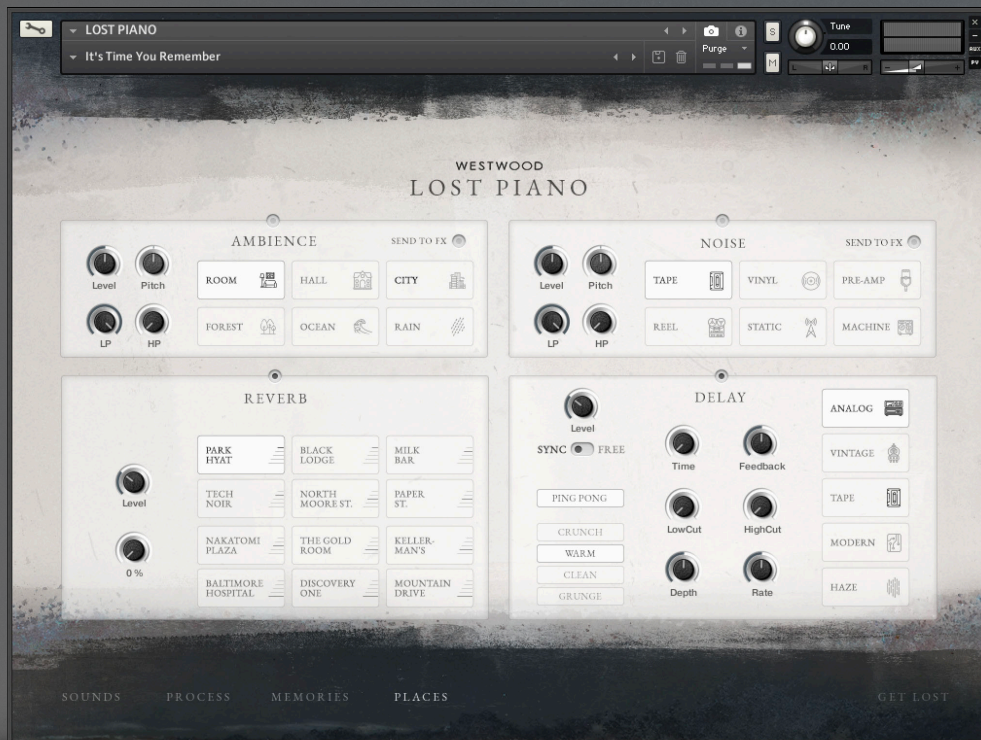 LOST PIANO
It's Time You Remember
Purge
S
M
Tune
0.00
L
R
AUX
PV
WESTWOOD
LOST PIANO
AMBIENCE
SEND TO FX
Level
Pitch
LP
HP
ROOM
HALL
CITY
FOREST
OCEAN
RAIN
NOISE
SEND TO FX
Level
Pitch
LP
HP
TAPE
VINYL
PRE-AMP
REEL
STATIC
MACHINE
REVERB
Level
0 %
PARK
HYAT
BLACK
LODGE
MILK
BAR
TECH
NOIR
NORTH
MOORE ST.
PAPER
ST.
NAKATOMI
PLAZA
THE GOLD
ROOM
KELLER-
MAN'S
BALTIMORE
HOSPITAL
DISCOVERY
ONE
MOUNTAIN
DRIVE
DELAY
Level
SYNC
FREE
PING PONG
CRUNCH
WARM
CLEAN
GRUNGE
Time
Feedback
LowCut
HighCut
Depth
Rate
ANALOG
VINTAGE
TAPE
MODERN
HAZE
SOUNDS
PROCESS
MEMORIES
PLACES
GET LOST